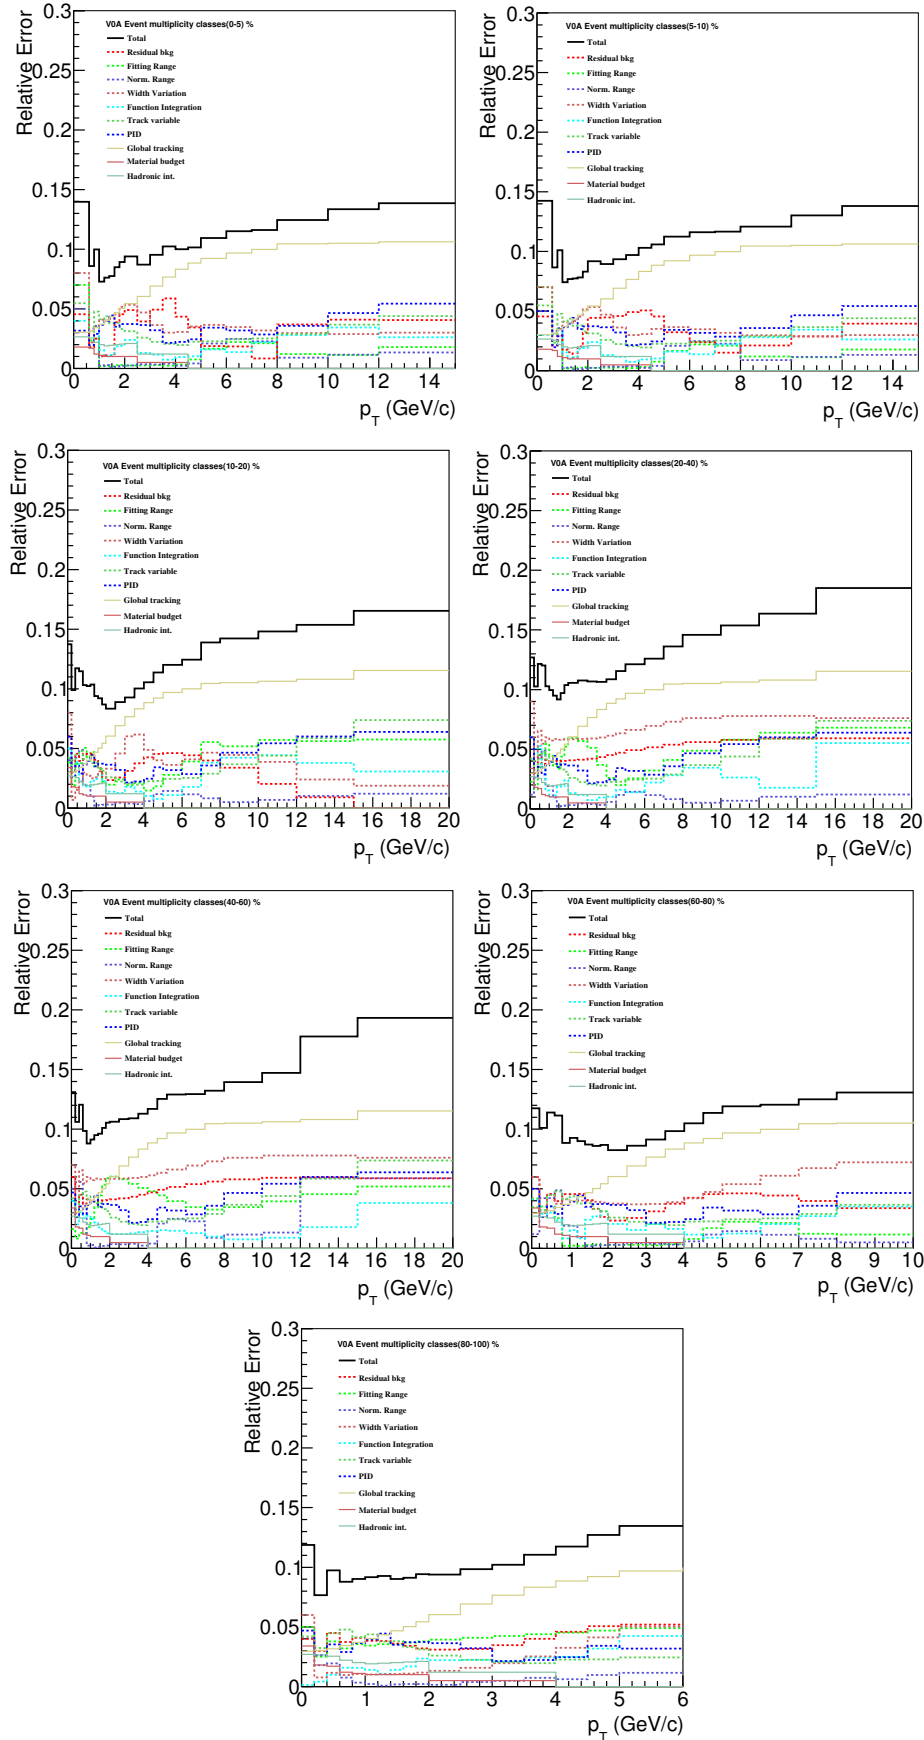 V0A Event multiplicity classes(0-5) %
Total
Residual bkg
Fitting Range
Norm. Range
Width Variation
Function Integration
Track variable
PID
Global tracking
Material budget
Hadronic int.
Relative Error
0.3
0.25
0.2
0.15
0.1
0.05
0
0 2 4 6 8 10 12 14
p_T (GeV/c)
V0A Event multiplicity classes(5-10) %
Total
Residual bkg
Fitting Range
Norm. Range
Width Variation
Function Integration
Track variable
PID
Global tracking
Material budget
Hadronic int.
Relative Error
0.3
0.25
0.2
0.15
0.1
0.05
0
0 2 4 6 8 10 12 14
p_T (GeV/c)
V0A Event multiplicity classes(10-20) %
Total
Residual bkg
Fitting Range
Norm. Range
Width Variation
Function Integration
Track variable
PID
Global tracking
Material budget
Hadronic int.
Relative Error
0.3
0.25
0.2
0.15
0.1
0.05
0
0 2 4 6 8 10 12 14 16 18 20
p_T (GeV/c)
V0A Event multiplicity classes(20-40) %
Total
Residual bkg
Fitting Range
Norm. Range
Width Variation
Function Integration
Track variable
PID
Global tracking
Material budget
Hadronic int.
Relative Error
0.3
0.25
0.2
0.15
0.1
0.05
0
0 2 4 6 8 10 12 14 16 18 20
p_T (GeV/c)
V0A Event multiplicity classes(40-60) %
Total
Residual bkg
Fitting Range
Norm. Range
Width Variation
Function Integration
Track variable
PID
Global tracking
Material budget
Hadronic int.
Relative Error
0.3
0.25
0.2
0.15
0.1
0.05
0
0 2 4 6 8 10 12 14 16 18 20
p_T (GeV/c)
V0A Event multiplicity classes(60-80) %
Total
Residual bkg
Fitting Range
Norm. Range
Width Variation
Function Integration
Track variable
PID
Global tracking
Material budget
Hadronic int.
Relative Error
0.3
0.25
0.2
0.15
0.1
0.05
0
0 1 2 3 4 5 6 7 8 9 10
p_T (GeV/c)
V0A Event multiplicity classes(80-100) %
Total
Residual bkg
Fitting Range
Norm. Range
Width Variation
Function Integration
Track variable
PID
Global tracking
Material budget
Hadronic int.
Relative Error
0.3
0.25
0.2
0.15
0.1
0.05
0
0 1 2 3 4 5 6
p_T (GeV/c)